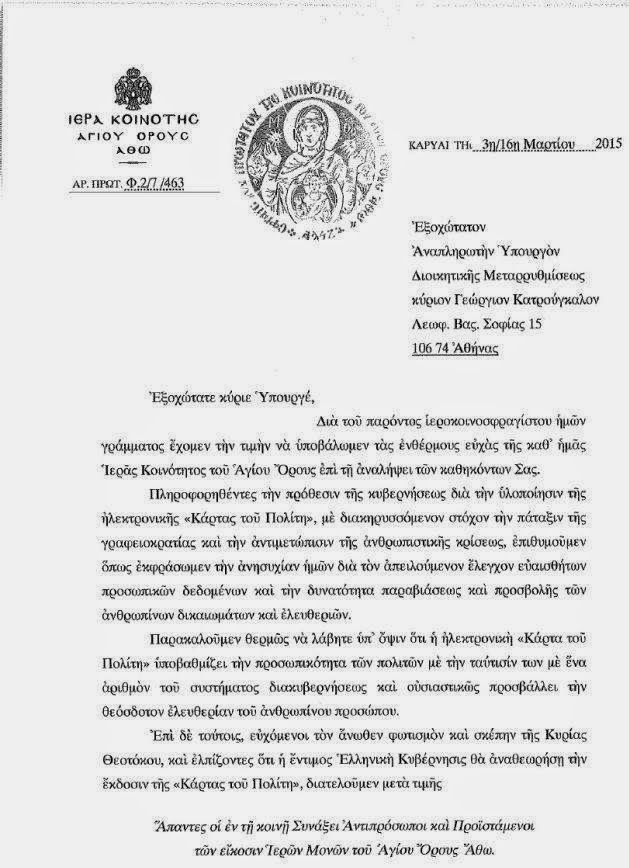 ΙΕΡΑ ΚΟΙΝΟΤΗϹ
ΑΓΙΟΥ ΟΡΟΥϹ
ΑΘΩ
ΑΡ. ΠΡΩΤ. Φ.2/7 /463
ΚΑΡΥΑΙ ΤΗι 3η/16η Μαρτίου 2015
Ἐξοχώτατον
Ἀναπληρωτὴν Ὑπουργὸν
Διοικητικῆς Μεταρρυθμίσεως
κύριον Γεώργιον Κατρούγκαλον
Λεωφ. Βας. Σοφίας 15
106 74 Ἀθήνας
Ἐξοχώτατε κύριε Ὑπουργέ,
Διὰ τοῦ παρόντος ἱεροκοινοσφραγίστου ἡμῶν
γράμματος ἔχομεν τὴν τιμὴν νὰ ὑποβάλωμεν τὰς ἐνθέρμους εὐχὰς τῆς καθ’ ἡμᾶς
Ἱερᾶς Κοινότητος τοῦ Ἁγίου Ὄρους ἐπὶ τῇ ἀναλήψει τῶν καθηκόντων Σας.
Πληροφορηθέντες τὴν πρόθεσιν τῆς κυβερνήσεως διὰ τὴν ὑλοποίησιν τῆς
ἠλεκτρονικῆς «Κάρτας τοῦ Πολίτη», μὲ διακηρυσσόμενον στόχον τὴν πάταξιν τῆς
γραφειοκρατίας καὶ τὴν ἀντιμετώπισιν τῆς ἀνθρωπιστικῆς κρίσεως, ἐπιθυμοῦμεν
ὅπως ἐκφράσωμεν τὴν ἀνησυχίαν ἡμῶν διὰ τὸν ἀπειλούμενον ἔλεγχον εὐαισθήτων
προσωπικῶν δεδομένων καὶ τὴν δυνατότητα παραβιάσεως καὶ προσβολῆς τῶν
ἀνθρωπίνων δικαιωμάτων καὶ ἐλευθεριῶν.
Παρακαλοῦμεν θερμῶς νὰ λάβητε ὑπ’ ὄψιν ὅτι ἡ ἠλεκτρονικὴ «Κάρτα τοῦ
Πολίτη» ὑποβαθμίζει τὴν προσωπικότητα τῶν πολιτῶν μὲ τὴν ταύτισίν των μὲ ἕνα
ἀριθμὸν τοῦ συστήματος διακυβερνήσεως καὶ οὐσιαστικῶς προσβάλλει τὴν
θεόσδοτον ἐλευθερίαν τοῦ ἀνθρωπίνου προσώπου.
Ἐπὶ δὲ τούτοις, εὐχόμενοι τὸν ἄνωθεν φωτισμὸν καὶ σκέπην τῆς Κυρίας
Θεοτόκου, καὶ ἐλπίζοντες ὅτι ἡ ἔντιμος Ἑλληνικὴ Κυβέρνησις θὰ ἀναθεωρήσῃ τὴν
ἔκδοσιν τῆς «Κάρτας τοῦ Πολίτη», διατελοῦμεν μετὰ τιμῆς
Ἅπαντες οἱ ἐν τῇ κοινῇ Συνάξει Ἀντιπρόσωποι καὶ Προϊστάμενοι
τῶν εἴκοσιν Ἱερῶν Μονῶν τοῦ Ἁγίου Ὄρους Ἄθω.